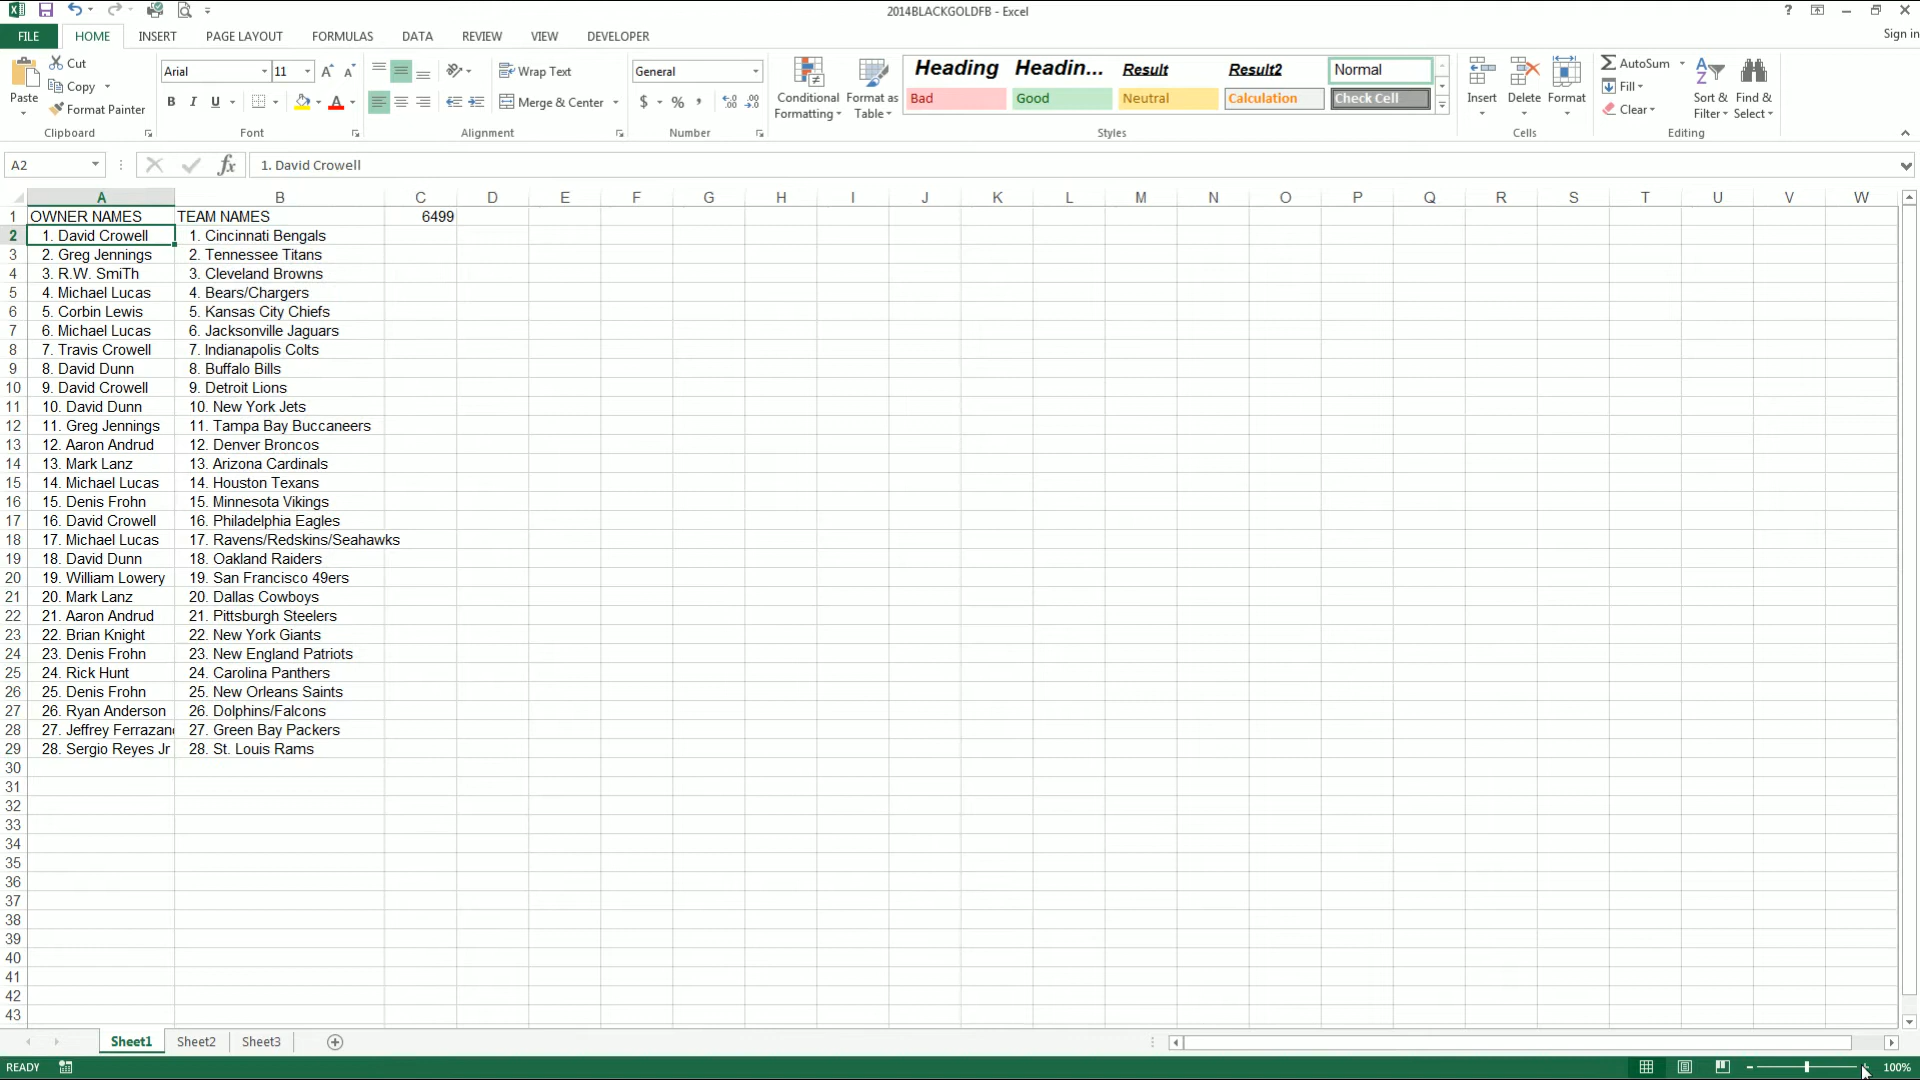 2014BLACKGOLDFB - Excel
? 
Sign in
FILE HOME INSERT PAGE LAYOUT FORMULAS DATA REVIEW VIEW DEVELOPER
Paste Cut Copy Format Painter Clipboard
Arial 11 B I U A Font
Wrap Text Merge & Center Alignment
General $ % , Number
Conditional Formatting Format as Table
Heading Headin... Result Result2 Normal
Bad Good Neutral Calculation Check Cell
Styles
Insert Delete Format Cells
AutoSum Fill Clear Sort & Filter Find & Select Editing
A2 fx 1. David Crowell
A B C D E F G H I J K L M N O P Q R S T U V W
1 OWNER NAMES TEAM NAMES 6499
2 1. David Crowell 1. Cincinnati Bengals
3 2. Greg Jennings 2. Tennessee Titans
4 3. R.W. SmiTh 3. Cleveland Browns
5 4. Michael Lucas 4. Bears/Chargers
6 5. Corbin Lewis 5. Kansas City Chiefs
7 6. Michael Lucas 6. Jacksonville Jaguars
8 7. Travis Crowell 7. Indianapolis Colts
9 8. David Dunn 8. Buffalo Bills
10 9. David Crowell 9. Detroit Lions
11 10. David Dunn 10. New York Jets
12 11. Greg Jennings 11. Tampa Bay Buccaneers
13 12. Aaron Andrud 12. Denver Broncos
14 13. Mark Lanz 13. Arizona Cardinals
15 14. Michael Lucas 14. Houston Texans
16 15. Denis Frohn 15. Minnesota Vikings
17 16. David Crowell 16. Philadelphia Eagles
18 17. Michael Lucas 17. Ravens/Redskins/Seahawks
19 18. David Dunn 18. Oakland Raiders
20 19. William Lowery 19. San Francisco 49ers
21 20. Mark Lanz 20. Dallas Cowboys
22 21. Aaron Andrud 21. Pittsburgh Steelers
23 22. Brian Knight 22. New York Giants
24 23. Denis Frohn 23. New England Patriots
25 24. Rick Hunt 24. Carolina Panthers
26 25. Denis Frohn 25. New Orleans Saints
27 26. Ryan Anderson 26. Dolphins/Falcons
28 27. Jeffrey Ferrazan 27. Green Bay Packers
29 28. Sergio Reyes Jr 28. St. Louis Rams
30
31
32
33
34
35
36
37
38
39
40
41
42
43
Sheet1 Sheet2 Sheet3
READY 100%